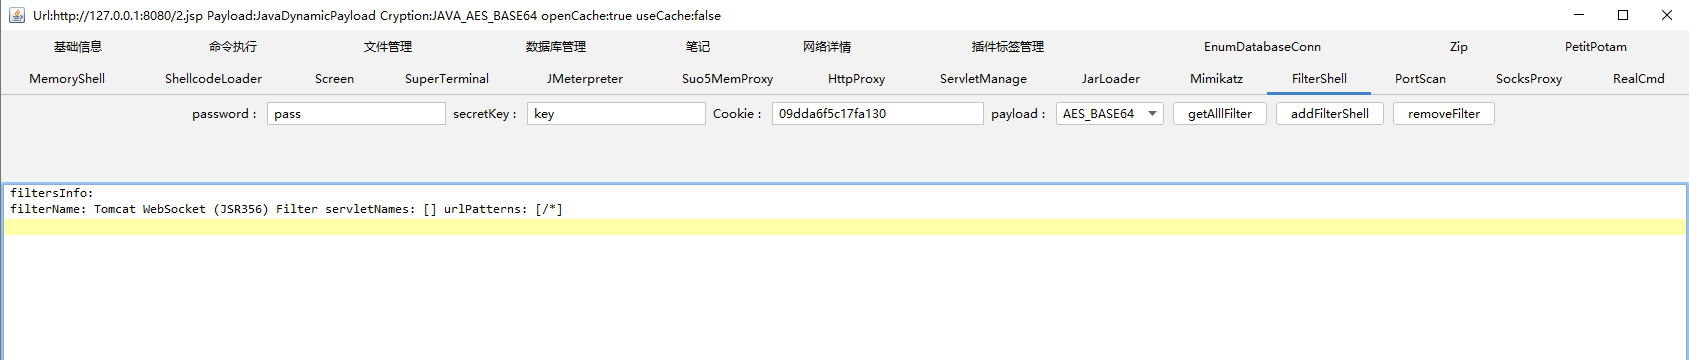 Url:http://127.0.0.1:8080/2.jsp Payload:JavaDynamicPayload Cryption:JAVA_AES_BASE64 openCache:true useCache:false
基础信息 命令执行 文件管理 数据库管理 笔记 网络详情 插件标签管理 EnumDatabaseConn Zip PetitPotam
MemoryShell ShellcodeLoader Screen SuperTerminal JMeterpreter Suo5MemProxy HttpProxy ServletManage JarLoader Mimikatz FilterShell PortScan SocksProxy RealCmd
password : pass secretKey : key Cookie : 09dda6f5c17fa130 payload : AES_BASE64 getAlllFilter addFilterShell removeFilter
filtersInfo:
filterName: Tomcat WebSocket (JSR356) Filter servletNames: [] urlPatterns: [/*]